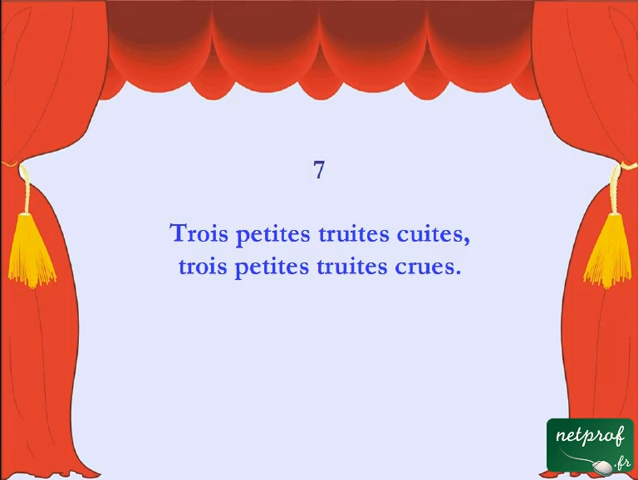 7
Trois petites truites cuites,
trois petites truites crues.
netprof
.fr